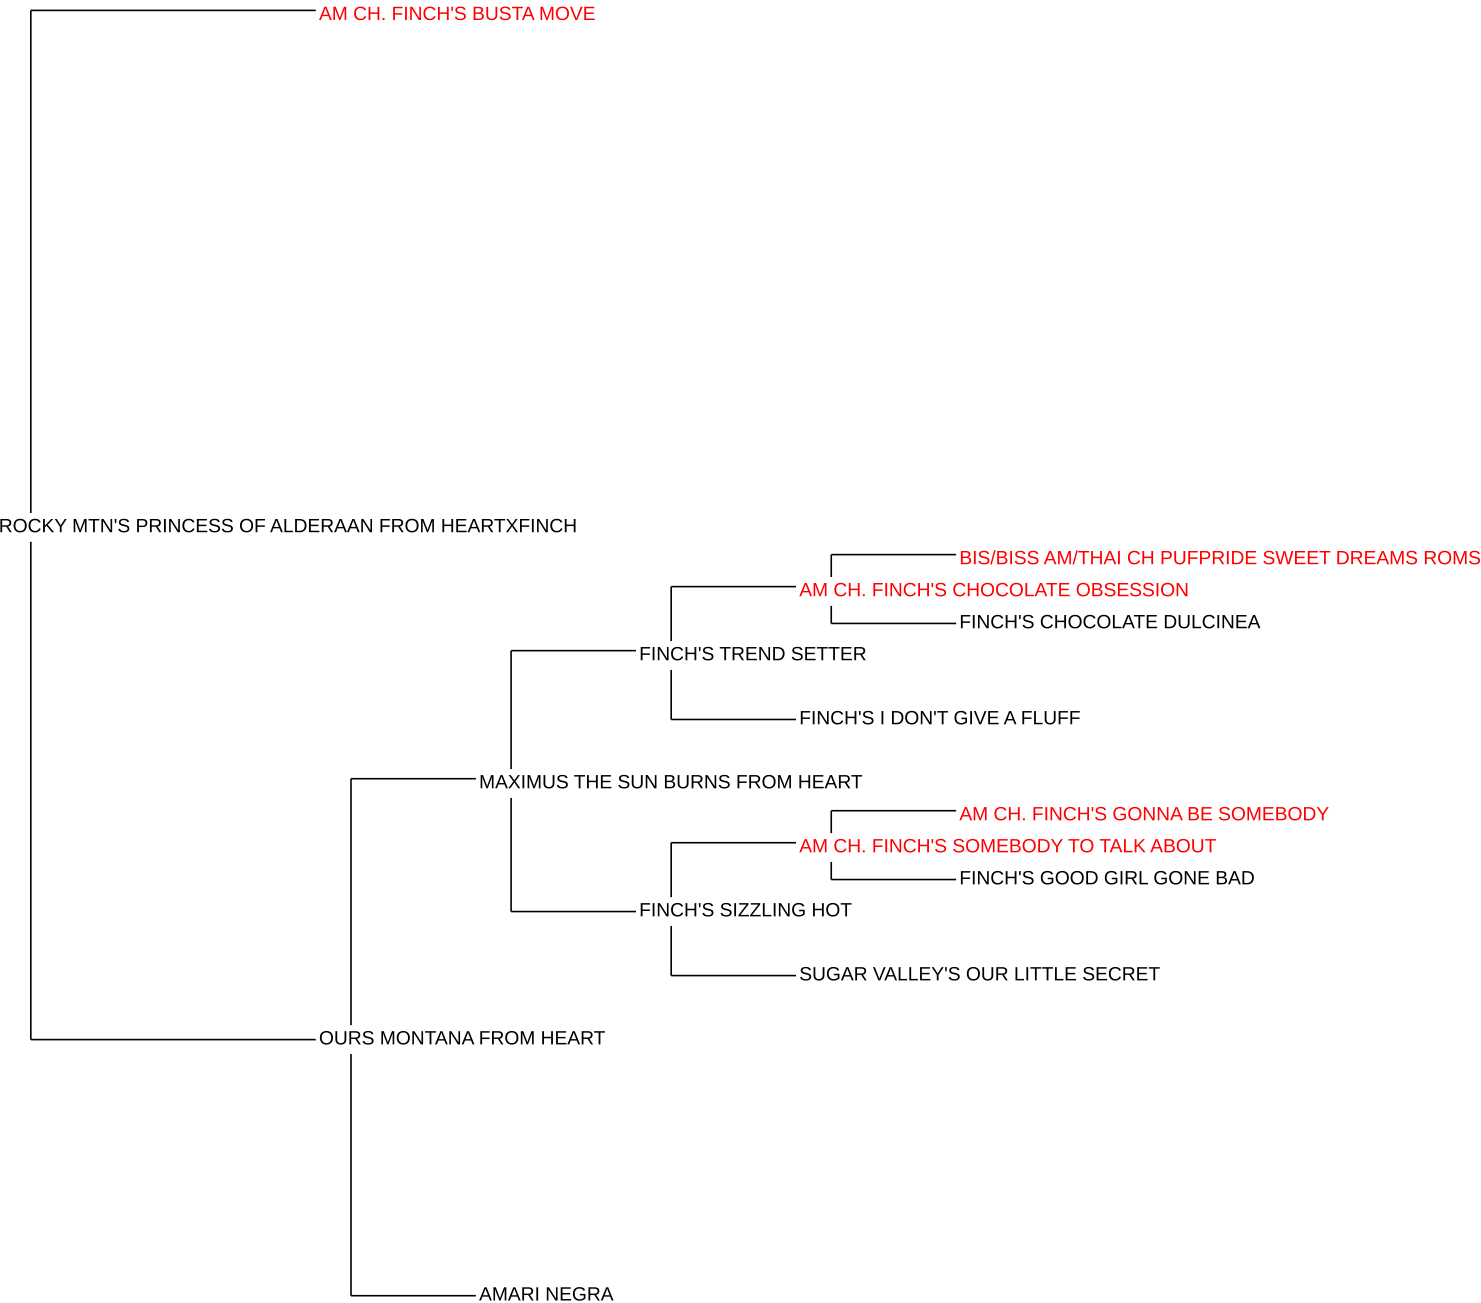 AM CH. FINCH'S BUSTA MOVE
ROCKY MTN'S PRINCESS OF ALDERAAN FROM HEARTXFINCH
BIS/BISS AM/THAI CH PUFPRIDE SWEET DREAMS ROMS
AM CH. FINCH'S CHOCOLATE OBSESSION
FINCH'S CHOCOLATE DULCINEA
FINCH'S TREND SETTER
FINCH'S I DON'T GIVE A FLUFF
MAXIMUS THE SUN BURNS FROM HEART
AM CH. FINCH'S GONNA BE SOMEBODY
AM CH. FINCH'S SOMEBODY TO TALK ABOUT
FINCH'S GOOD GIRL GONE BAD
FINCH'S SIZZLING HOT
SUGAR VALLEY'S OUR LITTLE SECRET
OURS MONTANA FROM HEART
AMARI NEGRA